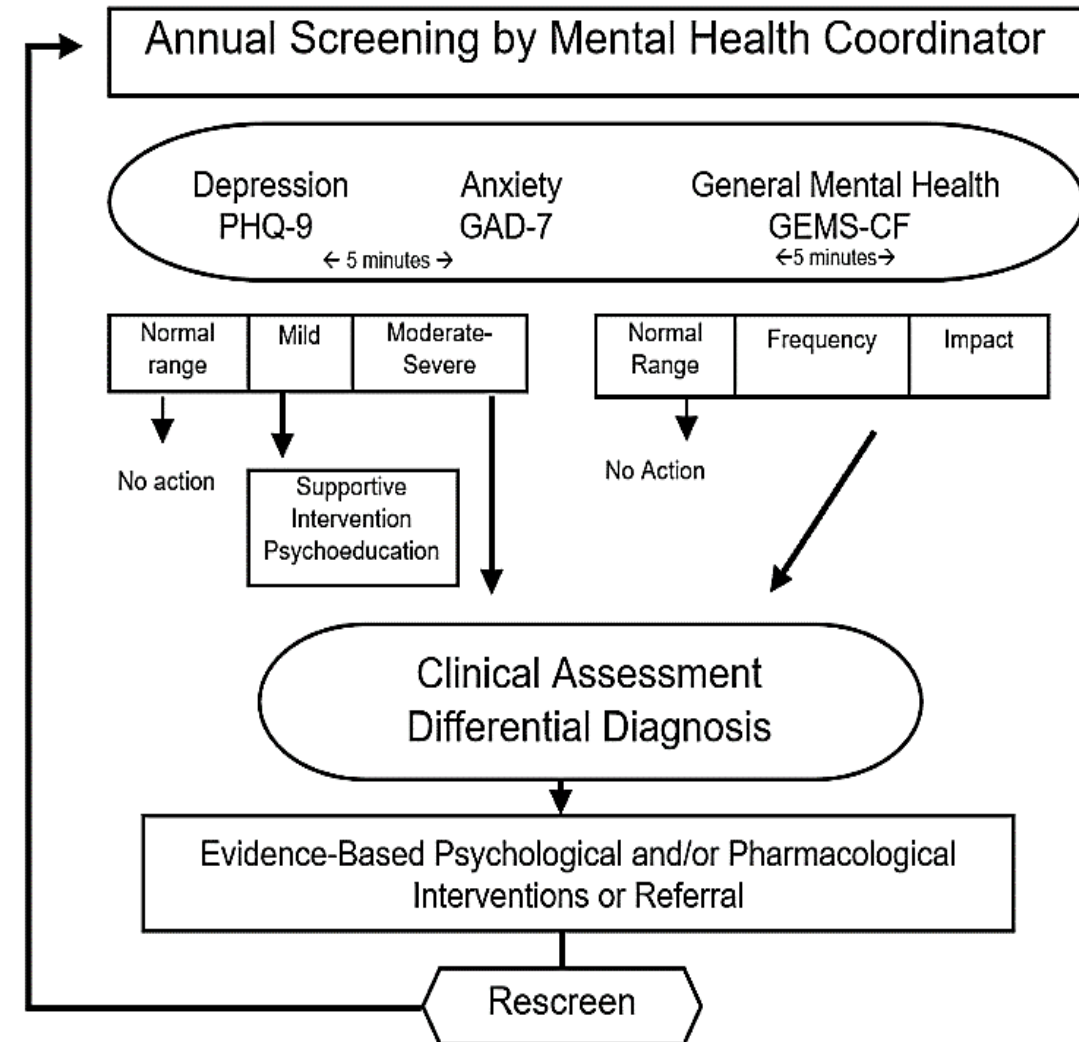 Annual Screening by Mental Health Coordinator
Depression
PHQ-9
Anxiety
GAD-7
← 5 minutes →
General Mental Health
GEMS-CF
←5 minutes→
Normal
range
Mild
Moderate-
Severe
Normal
Range
Frequency
Impact
No action
Supportive
Intervention
Psychoeducation
No Action
Clinical Assessment
Differential Diagnosis
Evidence-Based Psychological and/or Pharmacological
Interventions or Referral
Rescreen